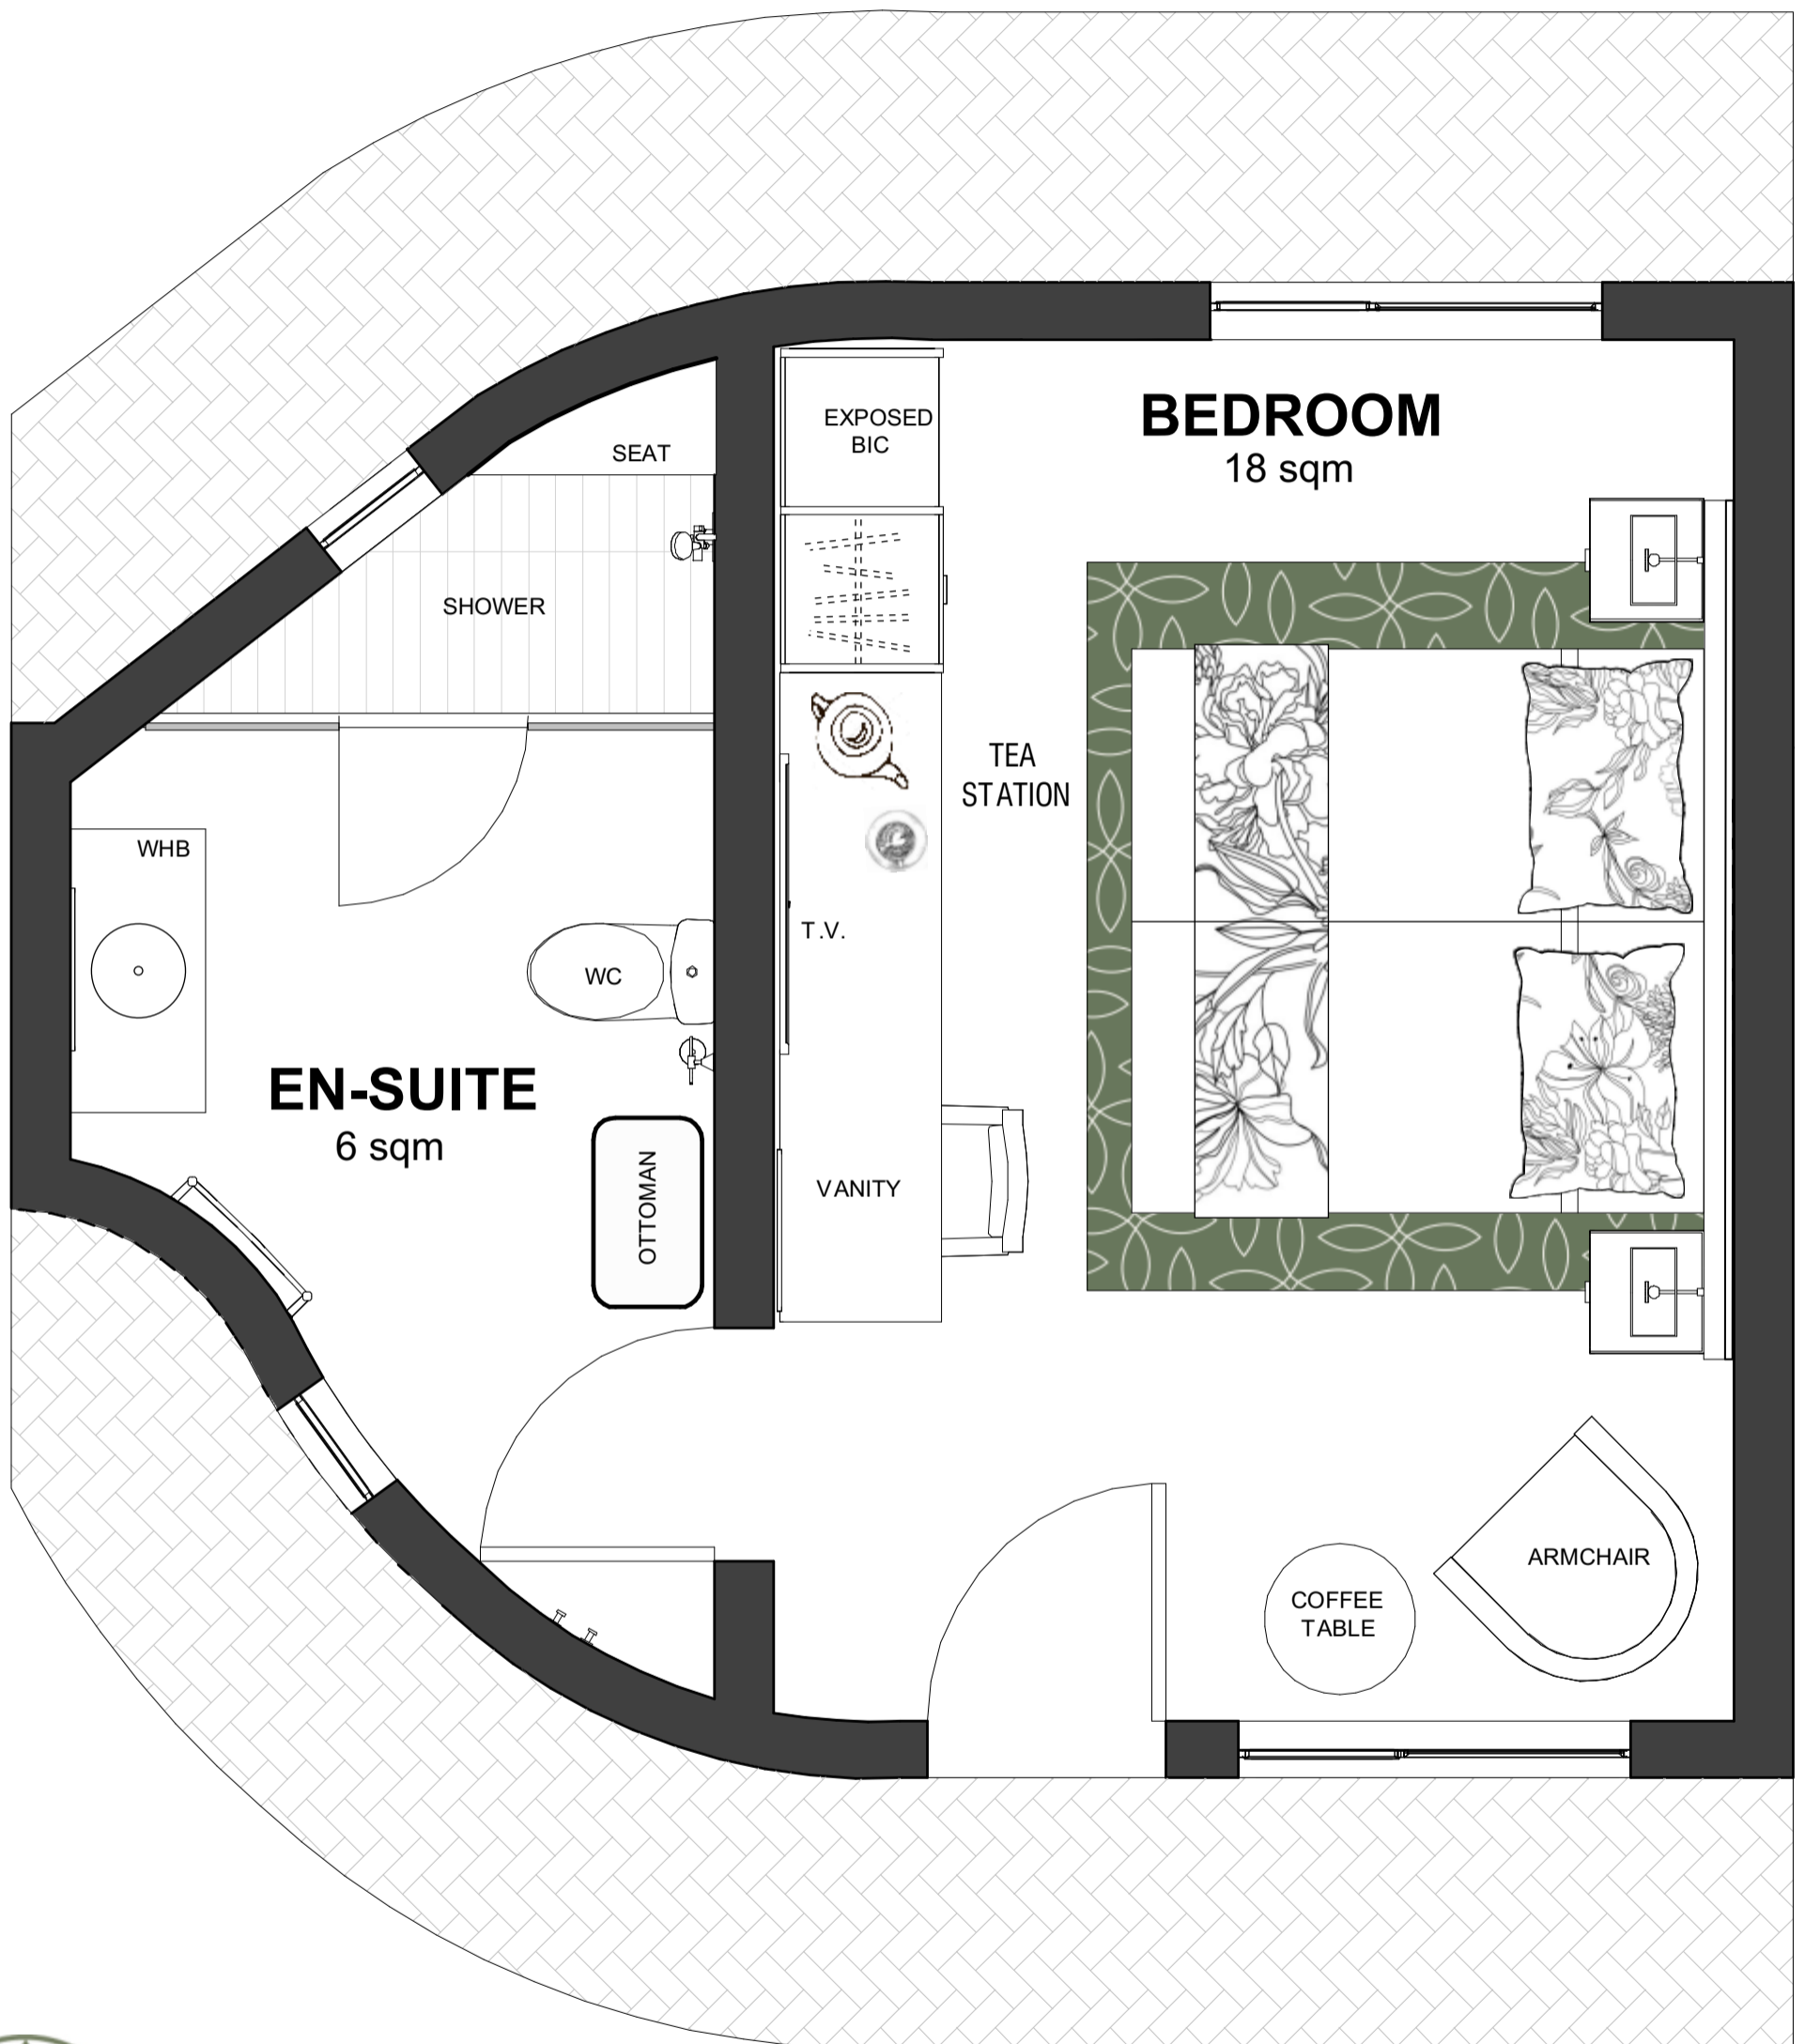 BEDROOM
18 sqm
EXPOSED
BIC
SEAT
SHOWER
TEA
STATION
WHB
T.V.
WC
EN-SUITE
6 sqm
OTTOMAN
VANITY
ARMCHAIR
COFFEE
TABLE